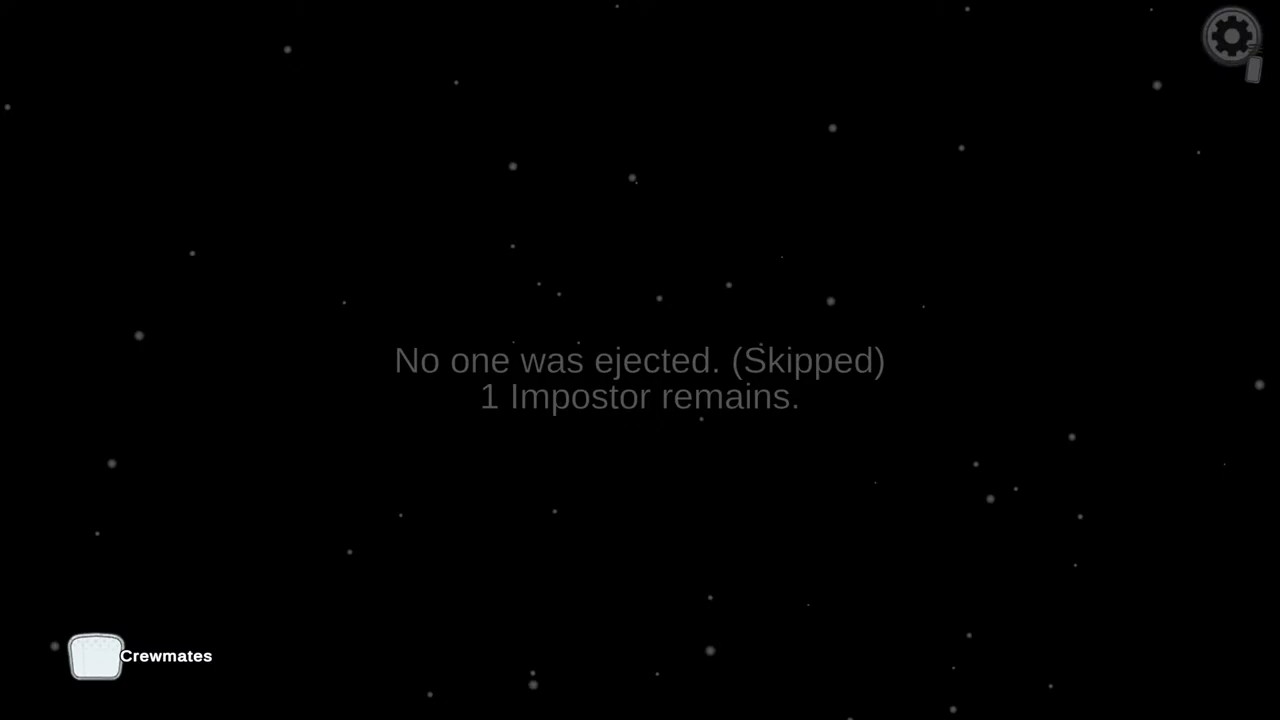 No one was ejected. (Skipped)
1 Impostor remains.
Crewmates